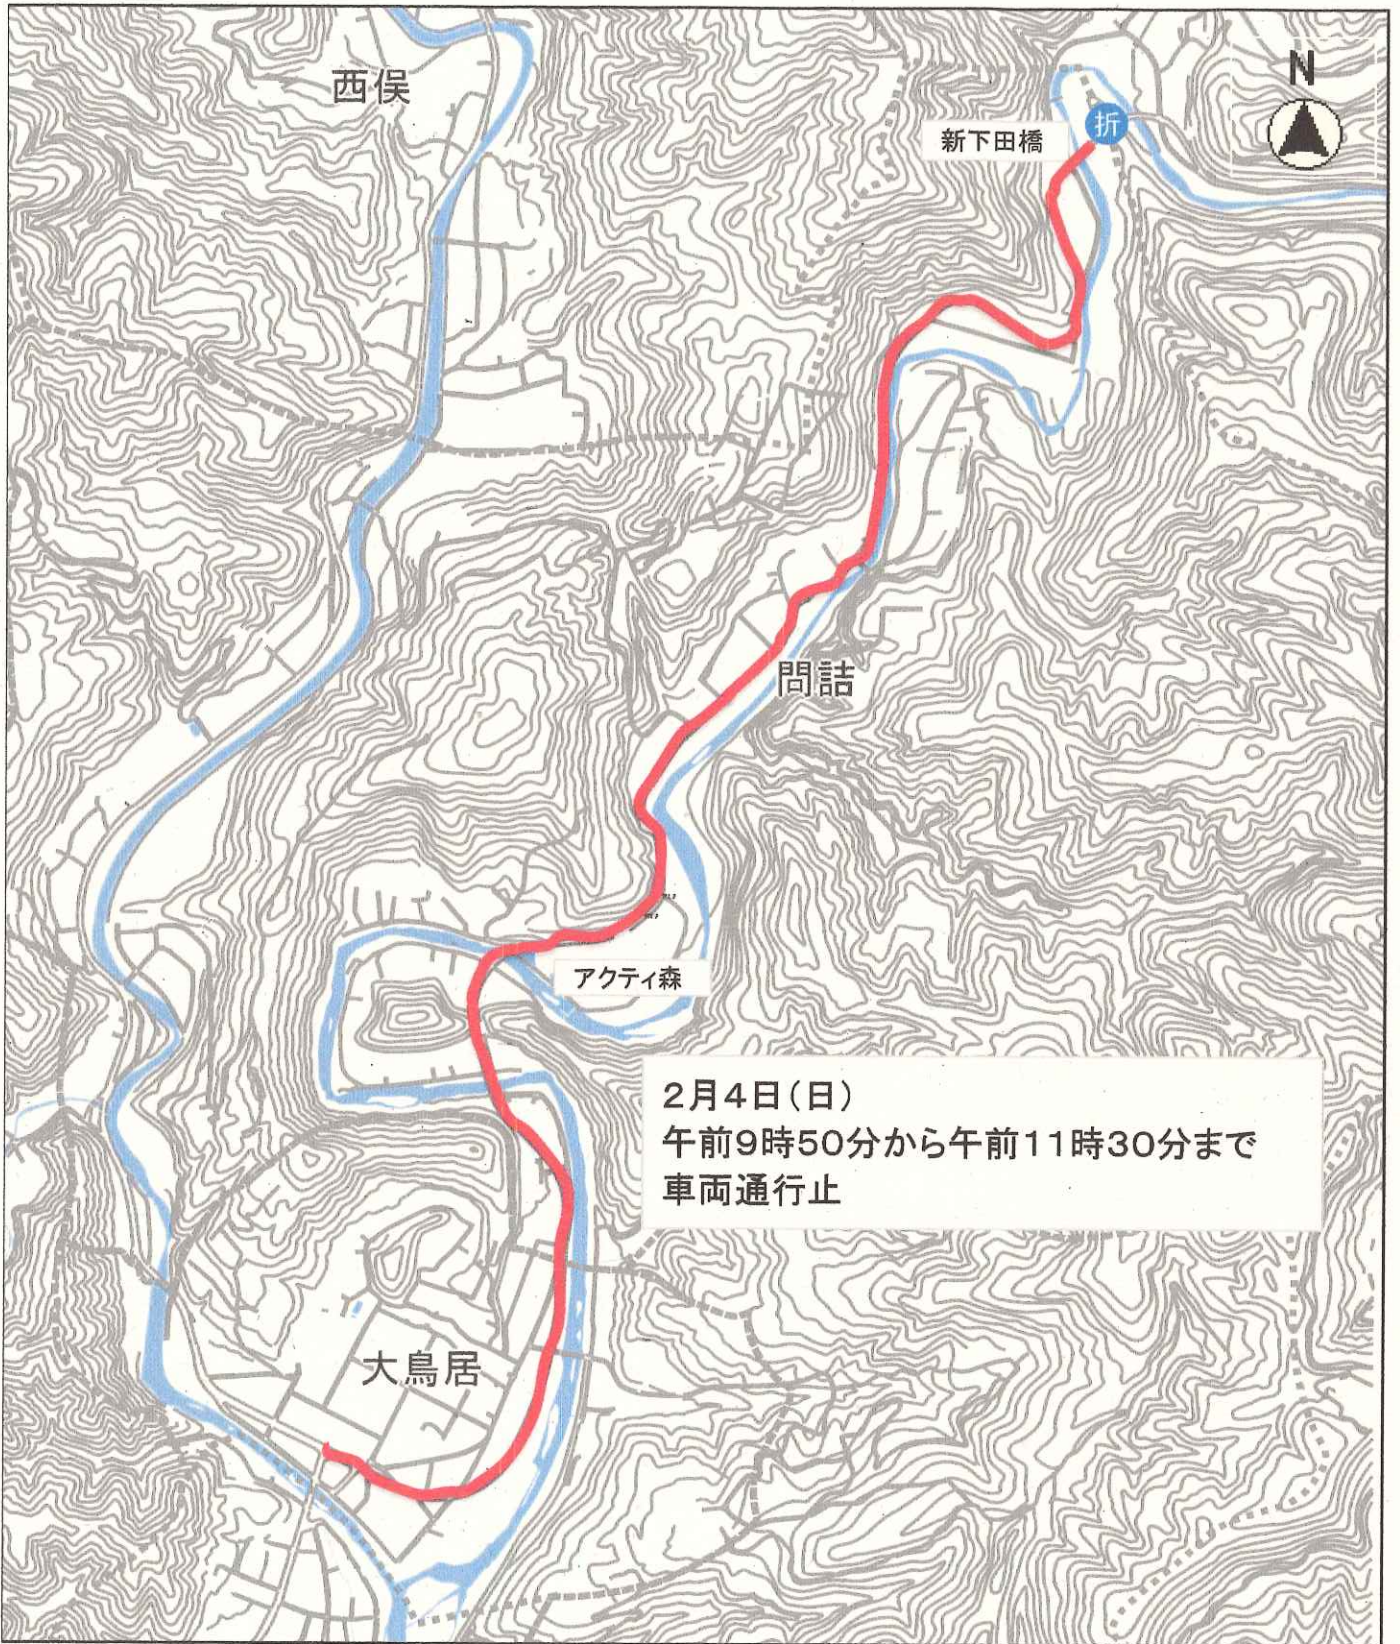 西俣
N
新下田橋
折
問詰
アクティ森
2月4日(日)
午前9時50分から午前11時30分まで
車両通行止
大鳥居